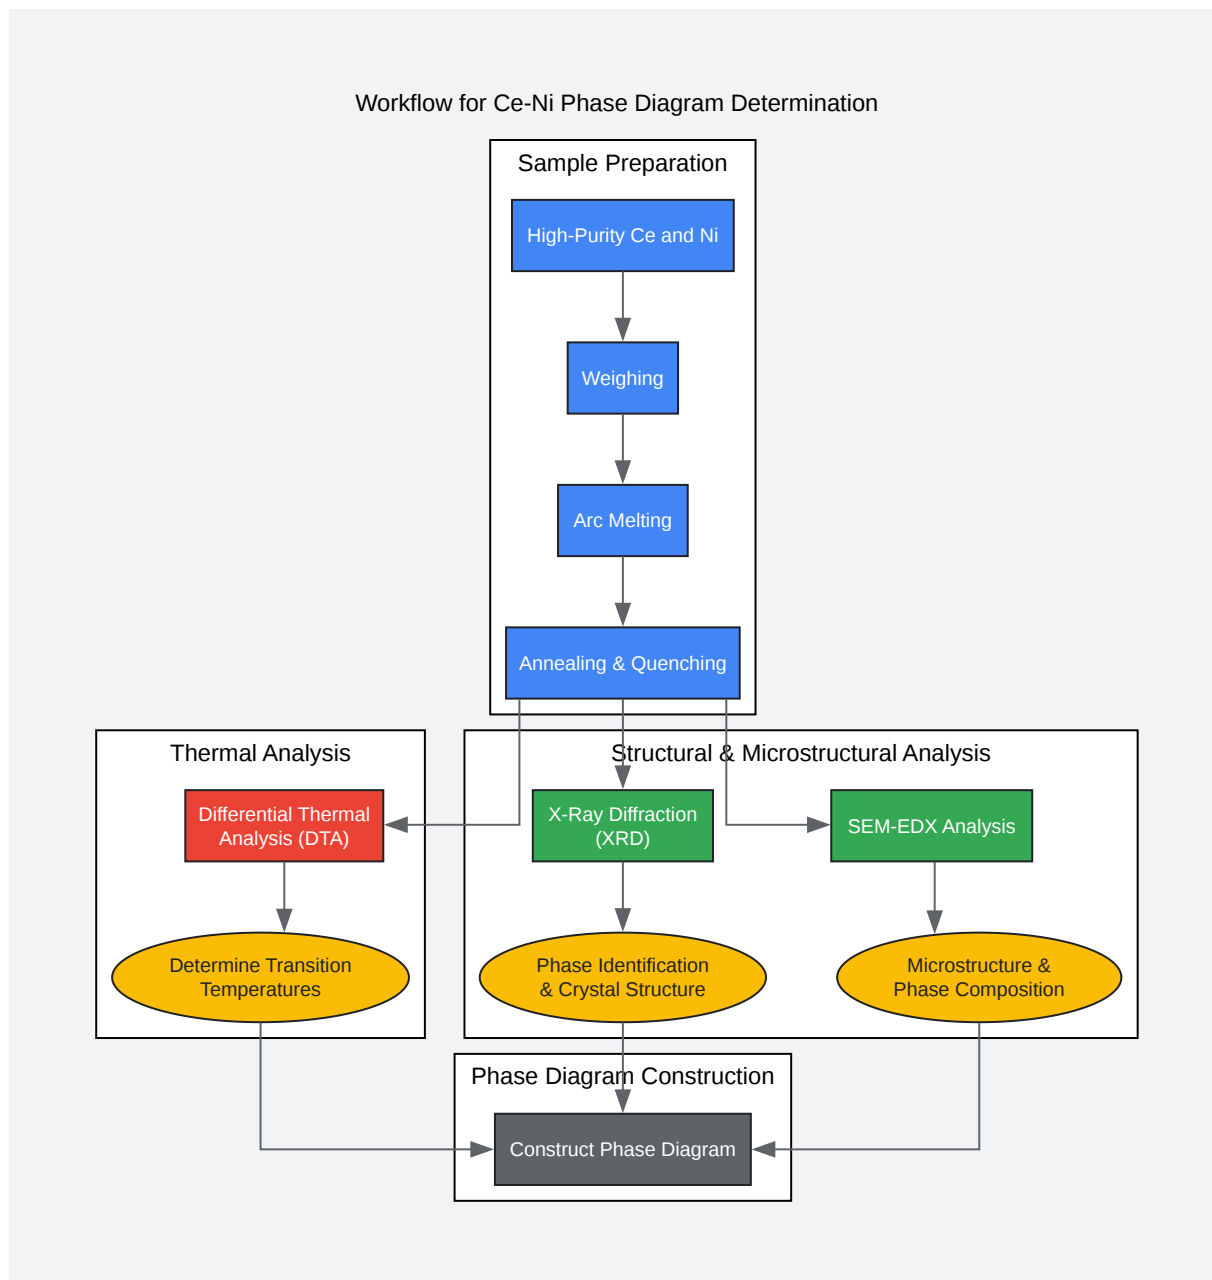 Workflow for Ce-Ni Phase Diagram Determination
Sample Preparation
High-Purity Ce and Ni
Weighing
Arc Melting
Annealing & Quenching
Thermal Analysis
Differential Thermal
Analysis (DTA)
Determine Transition
Temperatures
Structural & Microstructural Analysis
X-Ray Diffraction
(XRD)
SEM-EDX Analysis
Phase Identification
& Crystal Structure
Microstructure &
Phase Composition
Phase Diagram Construction
Construct Phase Diagram